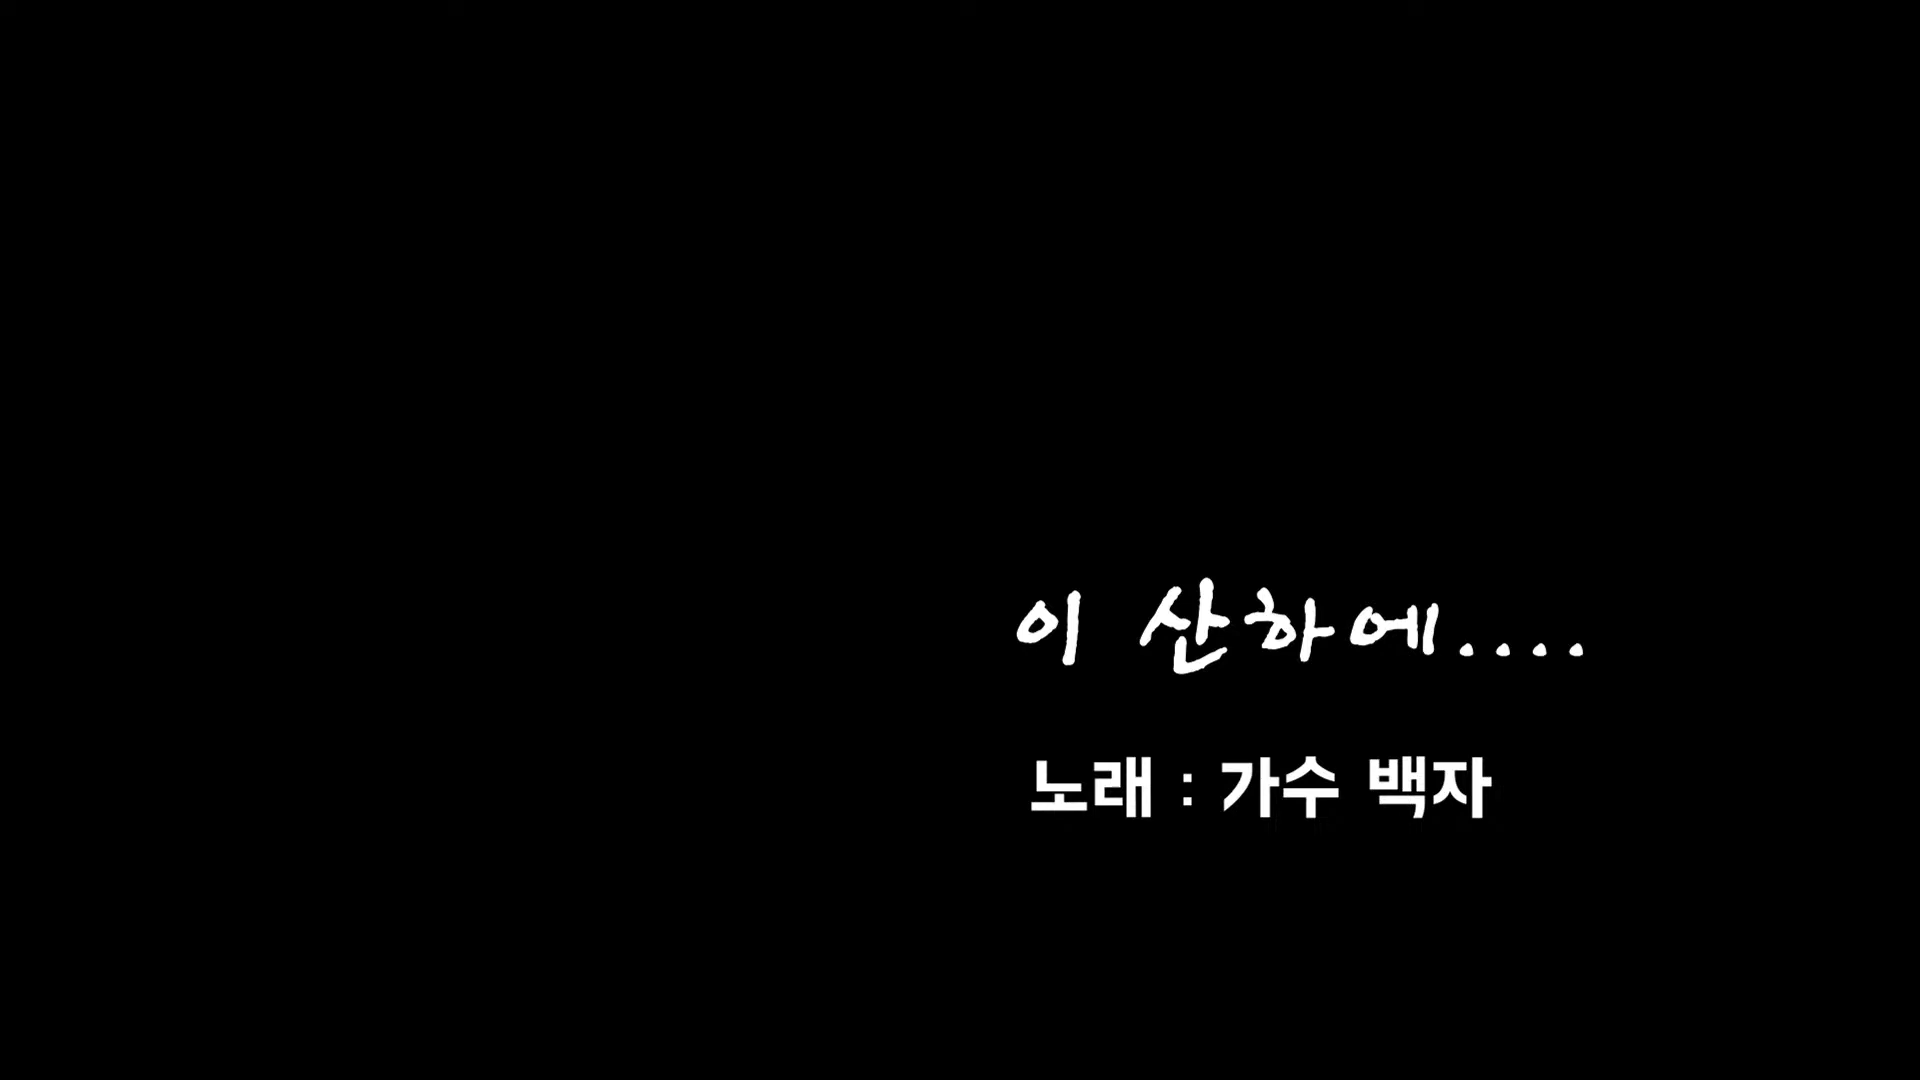 이 산하에....
노래 : 가수 백자